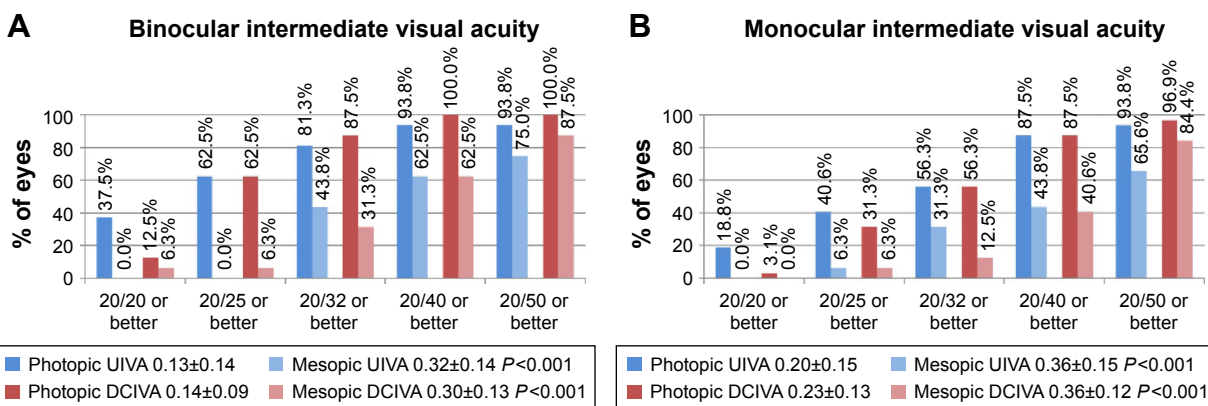 A
Binocular intermediate visual acuity
% of eyes
100
80
60
40
20
0
37.5%
0.0%
12.5%
6.3%
62.5%
0.0%
62.5%
6.3%
81.3%
43.8%
87.5%
31.3%
93.8%
62.5%
100.0%
62.5%
93.8%
75.0%
100.0%
87.5%
20/20 or
better
20/25 or
better
20/32 or
better
20/40 or
better
20/50 or
better
Photopic UIVA 0.13±0.14
Mesopic UIVA 0.32±0.14 P<0.001
Photopic DCIVA 0.14±0.09
Mesopic DCIVA 0.30±0.13 P<0.001
B
Monocular intermediate visual acuity
% of eyes
100
80
60
40
20
0
18.8%
0.0%
3.1%
0.0%
40.6%
6.3%
31.3%
6.3%
56.3%
31.3%
56.3%
12.5%
87.5%
43.8%
87.5%
40.6%
93.8%
65.6%
96.9%
84.4%
20/20 or
better
20/25 or
better
20/32 or
better
20/40 or
better
20/50 or
better
Photopic UIVA 0.20±0.15
Mesopic UIVA 0.36±0.15 P<0.001
Photopic DCIVA 0.23±0.13
Mesopic DCIVA 0.36±0.12 P<0.001